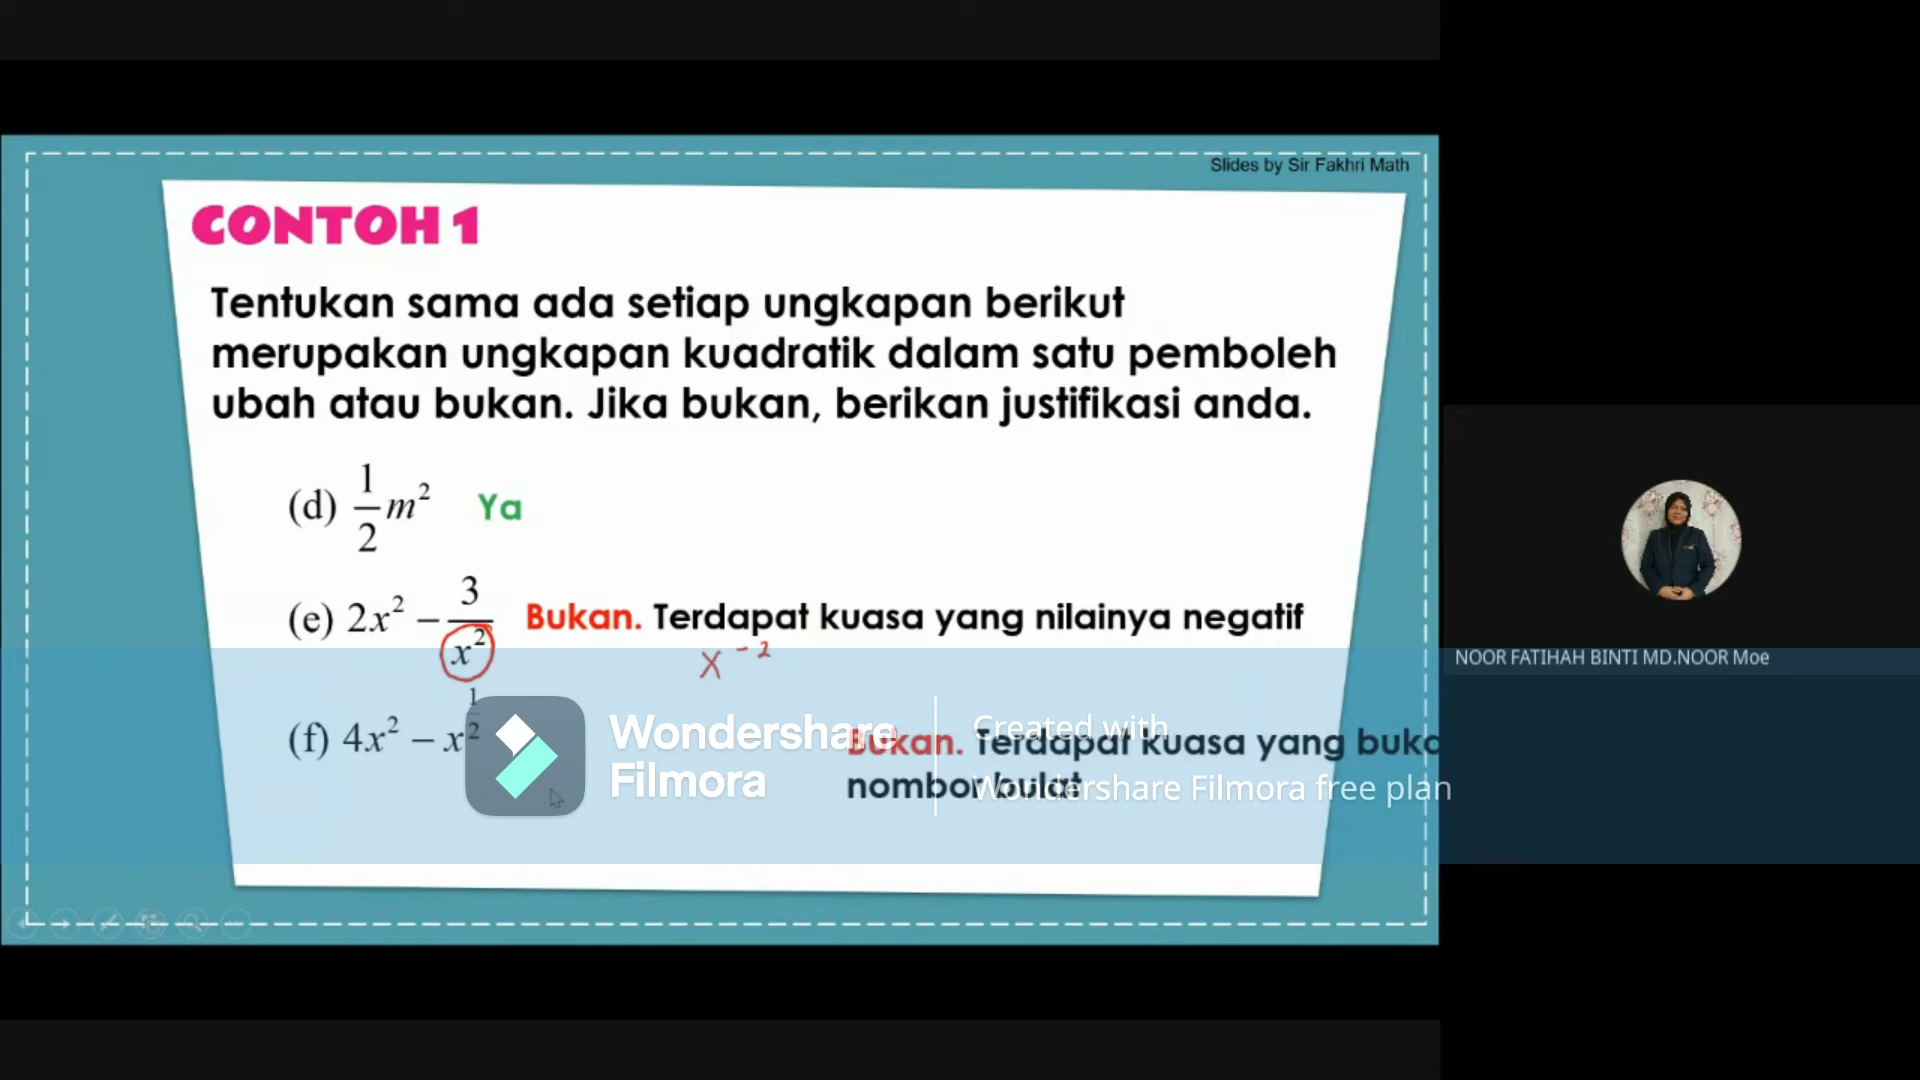 Slides by Sir Fakhri Math
CONTOH 1
Tentukan sama ada setiap ungkapan berikut
merupakan ungkapan kuadratik dalam satu pemboleh
ubah atau bukan. Jika bukan, berikan justifikasi anda.
(d) 1/2 m² Ya
(e) 2x² − 3/x² Bukan. Terdapat kuasa yang nilainya negatif
x⁻²
(f) 4x² − x^(1/2) Bukan. Terdapat kuasa yang buka
nombor bulat
Wondershare
Filmora
Created with
Wondershare Filmora free plan
NOOR FATIHAH BINTI MD.NOOR Moe